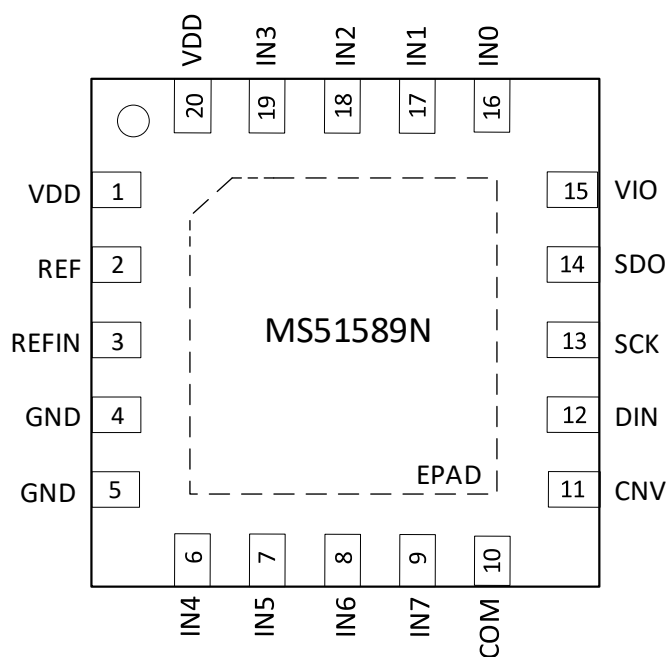 VDD IN3 IN2 IN1 IN0
20 19 18 17 16
VDD 1 15 VIO
REF 2 14 SDO
REFIN 3 MS51589N 13 SCK
GND 4 12 DIN
GND 5 EPAD 11 CNV
6 7 8 9 10
IN4 IN5 IN6 IN7 COM